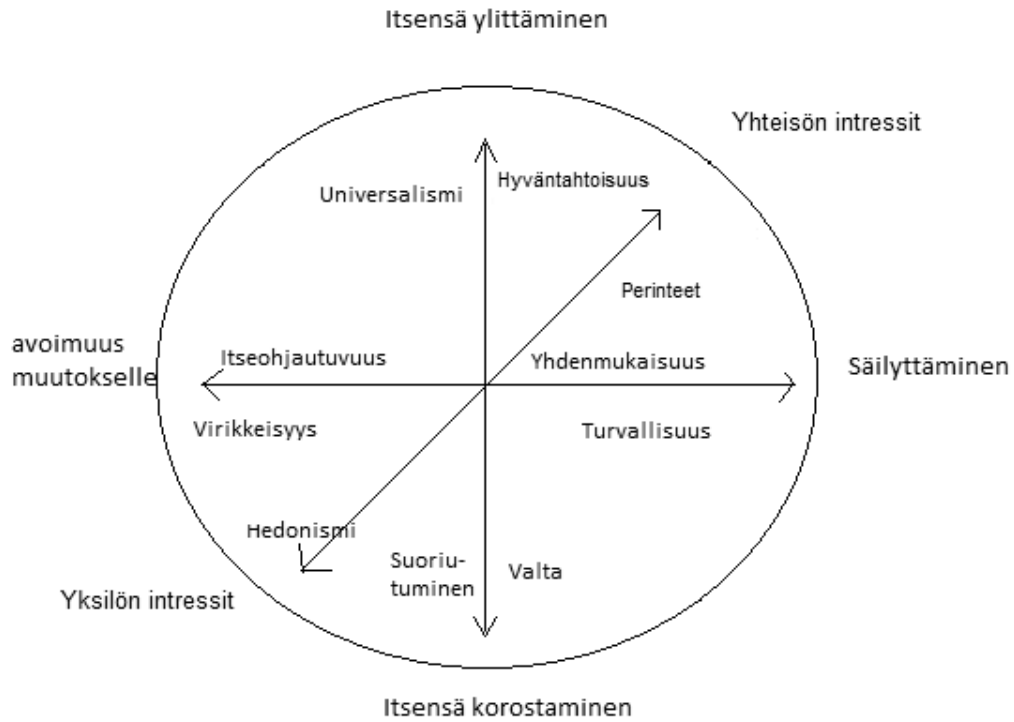 Itsensä ylittäminen
Yhteisön intressit
Hyväntahtoisuus
Universalismi
Perinteet
avoimuus
muutokselle
Itseohjautuvuus
Yhdenmukaisuus
Säilyttäminen
Virikkeisyys
Turvallisuus
Hedonismi
Suoriu-
tuminen
Valta
Yksilön intressit
Itsensä korostaminen